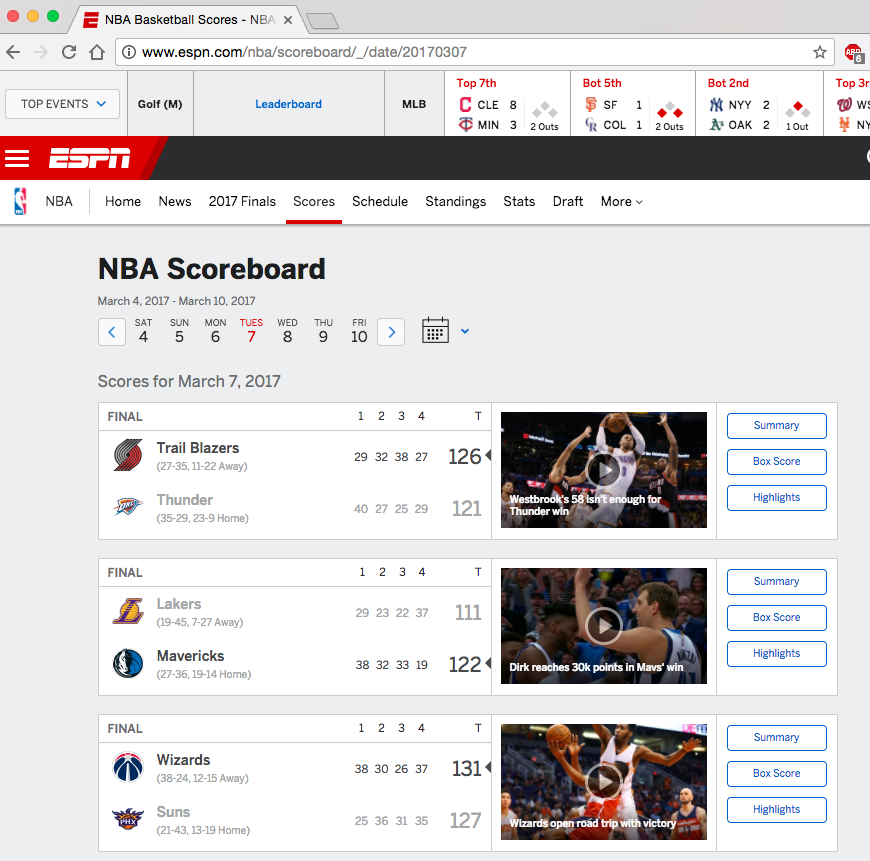 NBA Basketball Scores - NBA
www.espn.com/nba/scoreboard/_/date/20170307
6
TOP EVENTS
Golf (M)
Leaderboard
MLB
Top 7th
CLE 8
MIN 3
2 Outs
Bot 5th
SF 1
COL 1
2 Outs
Bot 2nd
NYY 2
OAK 2
1 Out
Top 3r
WS
NY
ESPN
NBA Home News 2017 Finals Scores Schedule Standings Stats Draft More
NBA Scoreboard
March 4, 2017 - March 10, 2017
SAT SUN MON TUES WED THU FRI
4 5 6 7 8 9 10
Scores for March 7, 2017
FINAL 1 2 3 4 T
Trail Blazers 29 32 38 27 126
(27-35, 11-22 Away)
Thunder 40 27 25 29 121
(35-29, 23-9 Home)
Westbrook's 58 isn't enough for
Thunder win
Summary
Box Score
Highlights
FINAL 1 2 3 4 T
Lakers 29 23 22 37 111
(19-45, 7-27 Away)
Mavericks 38 32 33 19 122
(27-36, 19-14 Home)
Dirk reaches 30k points in Mavs' win
Summary
Box Score
Highlights
FINAL 1 2 3 4 T
Wizards 38 30 26 37 131
(38-24, 12-15 Away)
Suns 25 36 31 35 127
(21-43, 13-19 Home)
Wizards open road trip with victory
Summary
Box Score
Highlights